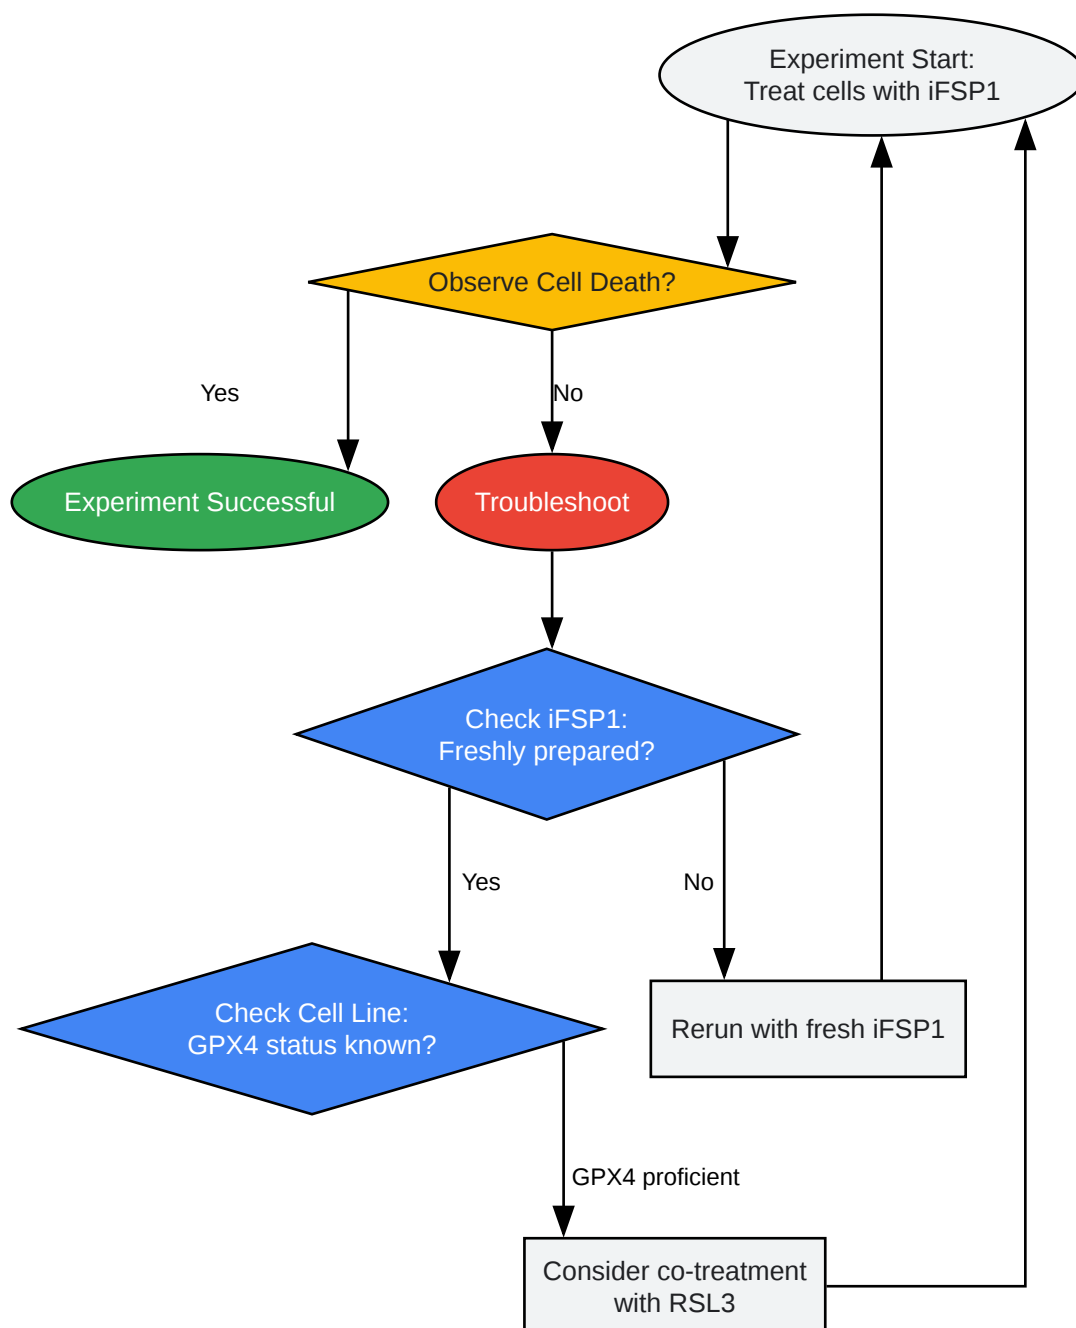 Experiment Start:
Treat cells with iFSP1
Observe Cell Death?
Yes
No
Experiment Successful
Troubleshoot
Check iFSP1:
Freshly prepared?
Yes
No
Check Cell Line:
GPX4 status known?
Rerun with fresh iFSP1
GPX4 proficient
Consider co-treatment
with RSL3